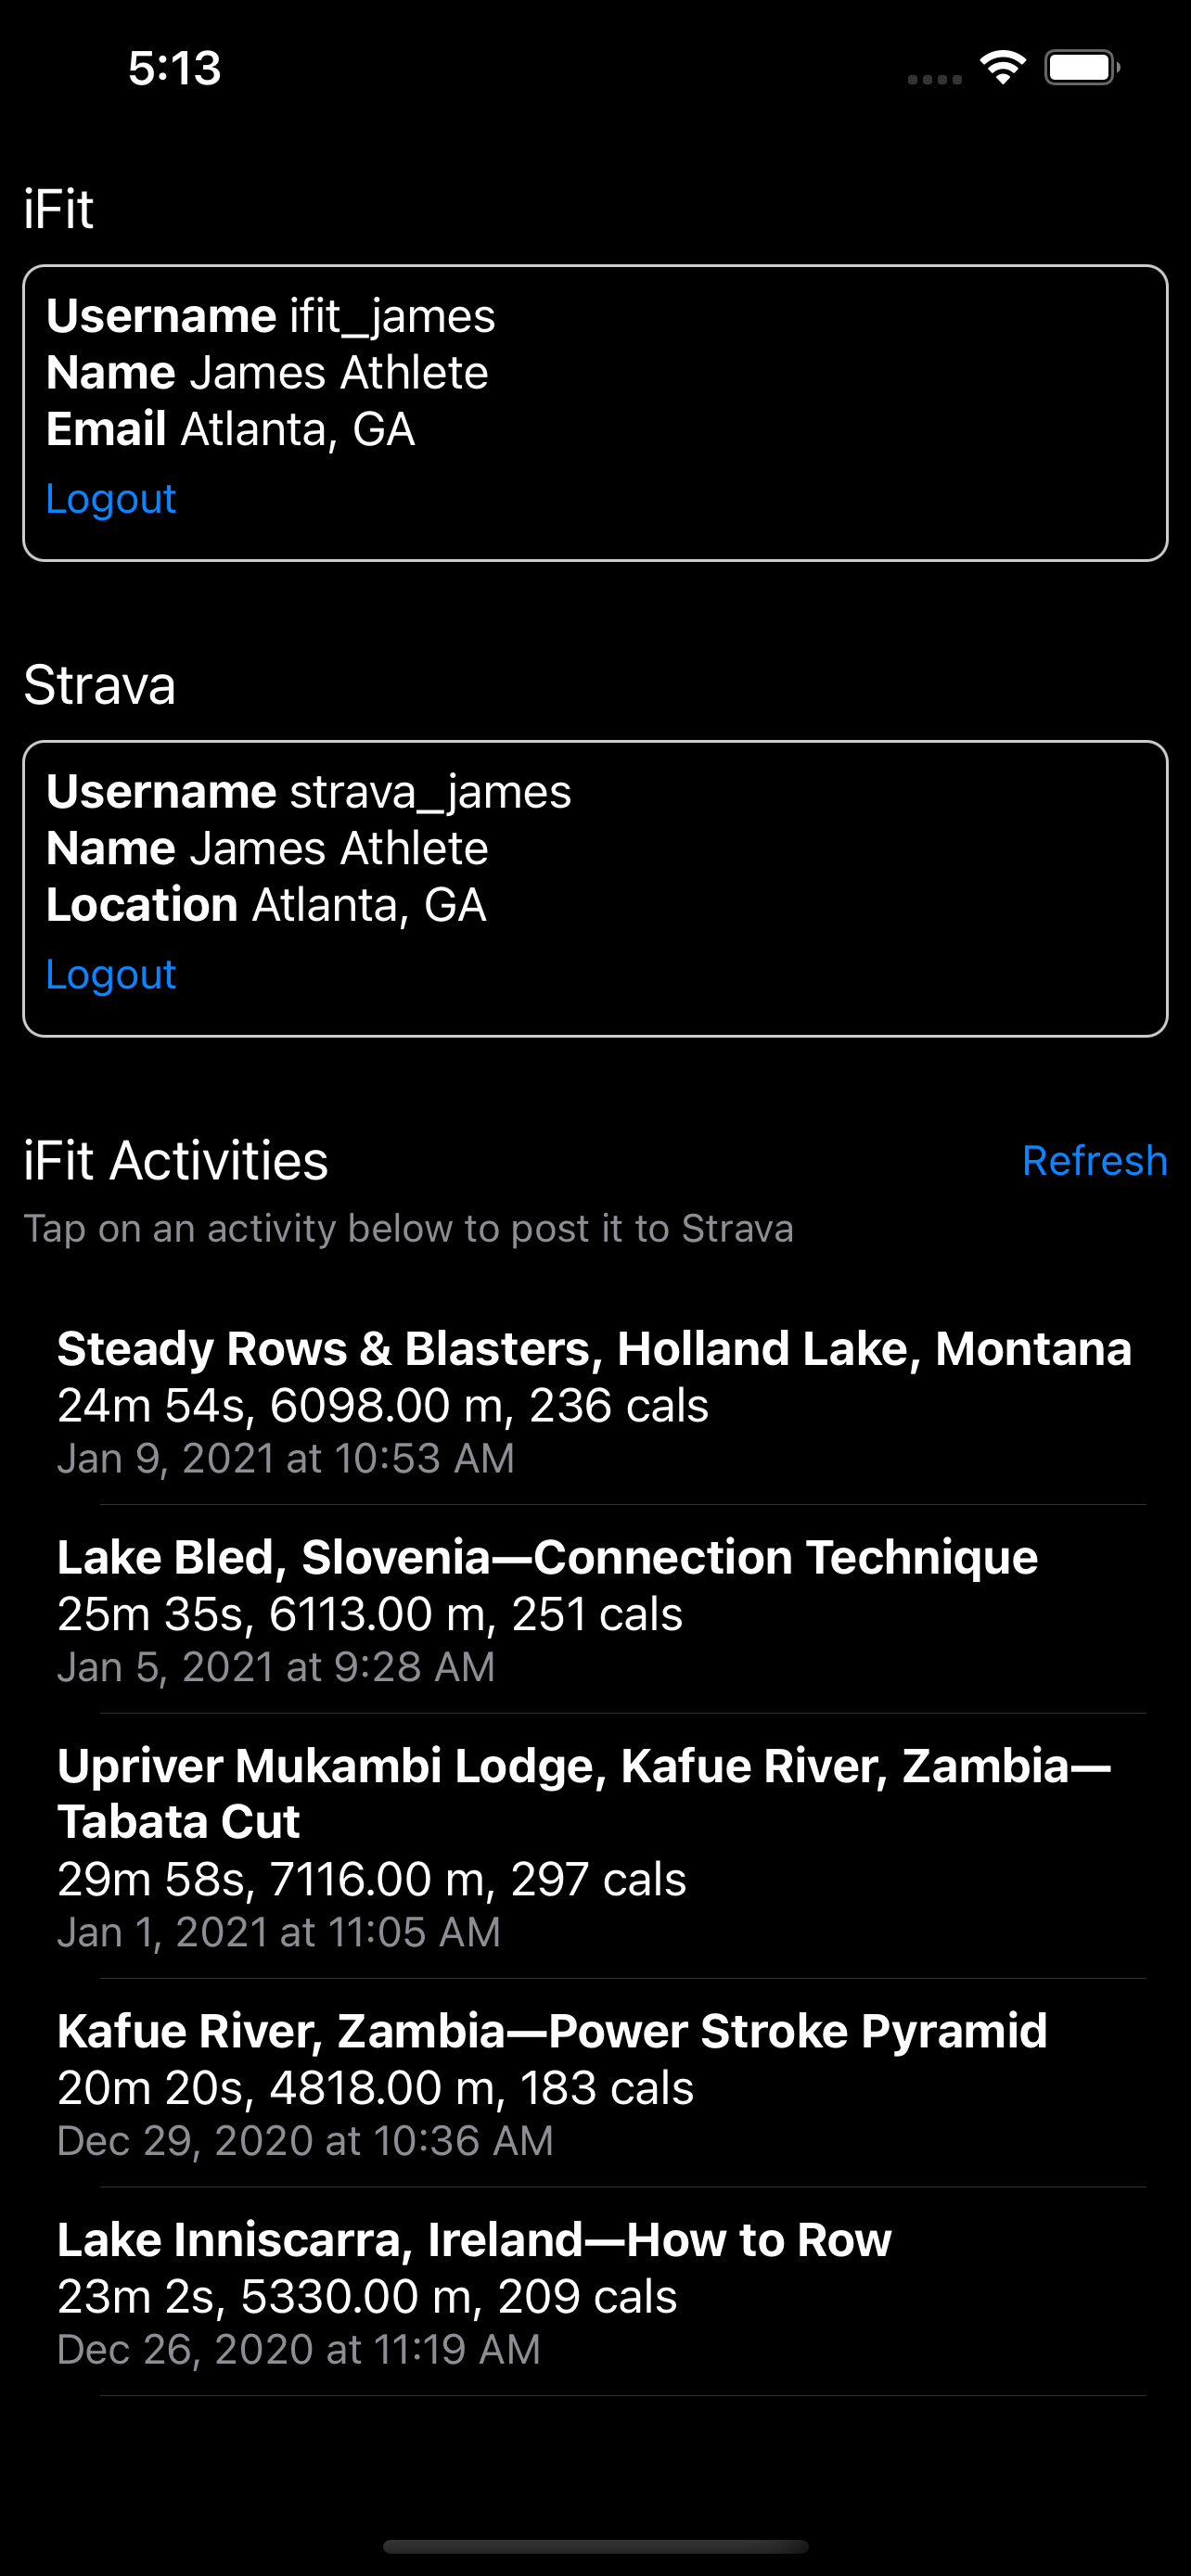 5:13
iFit
Username ifit_james
Name James Athlete
Email Atlanta, GA
Logout
Strava
Username strava_james
Name James Athlete
Location Atlanta, GA
Logout
iFit Activities Refresh
Tap on an activity below to post it to Strava
Steady Rows & Blasters, Holland Lake, Montana
24m 54s, 6098.00 m, 236 cals
Jan 9, 2021 at 10:53 AM
Lake Bled, Slovenia—Connection Technique
25m 35s, 6113.00 m, 251 cals
Jan 5, 2021 at 9:28 AM
Upriver Mukambi Lodge, Kafue River, Zambia—
Tabata Cut
29m 58s, 7116.00 m, 297 cals
Jan 1, 2021 at 11:05 AM
Kafue River, Zambia—Power Stroke Pyramid
20m 20s, 4818.00 m, 183 cals
Dec 29, 2020 at 10:36 AM
Lake Inniscarra, Ireland—How to Row
23m 2s, 5330.00 m, 209 cals
Dec 26, 2020 at 11:19 AM